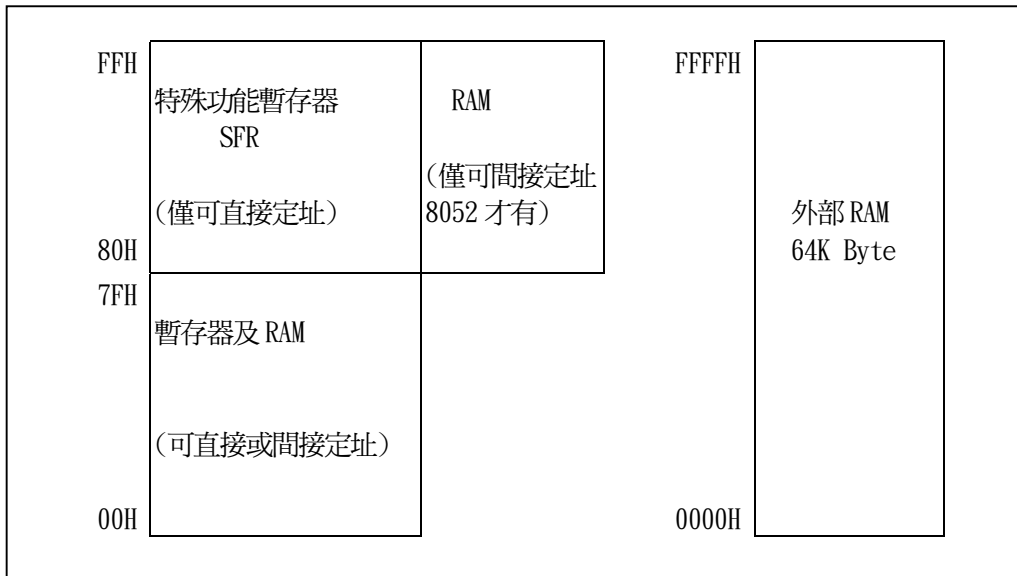 FFH
特殊功能暫存器
SFR
(僅可直接定址)
80H
RAM
(僅可間接定址
8052 才有)
7FH
暫存器及 RAM
(可直接或間接定址)
00H
FFFFH
外部 RAM
64K Byte
0000H